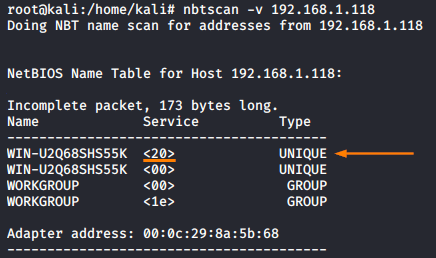 root@kali:/home/kali# nbtscan -v 192.168.1.118
Doing NBT name scan for addresses from 192.168.1.118
NetBIOS Name Table for Host 192.168.1.118:
Incomplete packet, 173 bytes long.
Name             Service          Type
----------------------------------------
WIN-U2Q68SHS55K  <20>             UNIQUE
WIN-U2Q68SHS55K  <00>             UNIQUE
WORKGROUP        <00>              GROUP
WORKGROUP        <1e>              GROUP
Adapter address: 00:0c:29:8a:5b:68
----------------------------------------